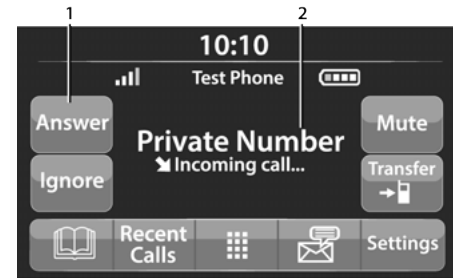 1 2
10:10
Test Phone
Answer
Private Number
Mute
Incoming call...
Ignore
Transfer
Recent
Calls
Settings